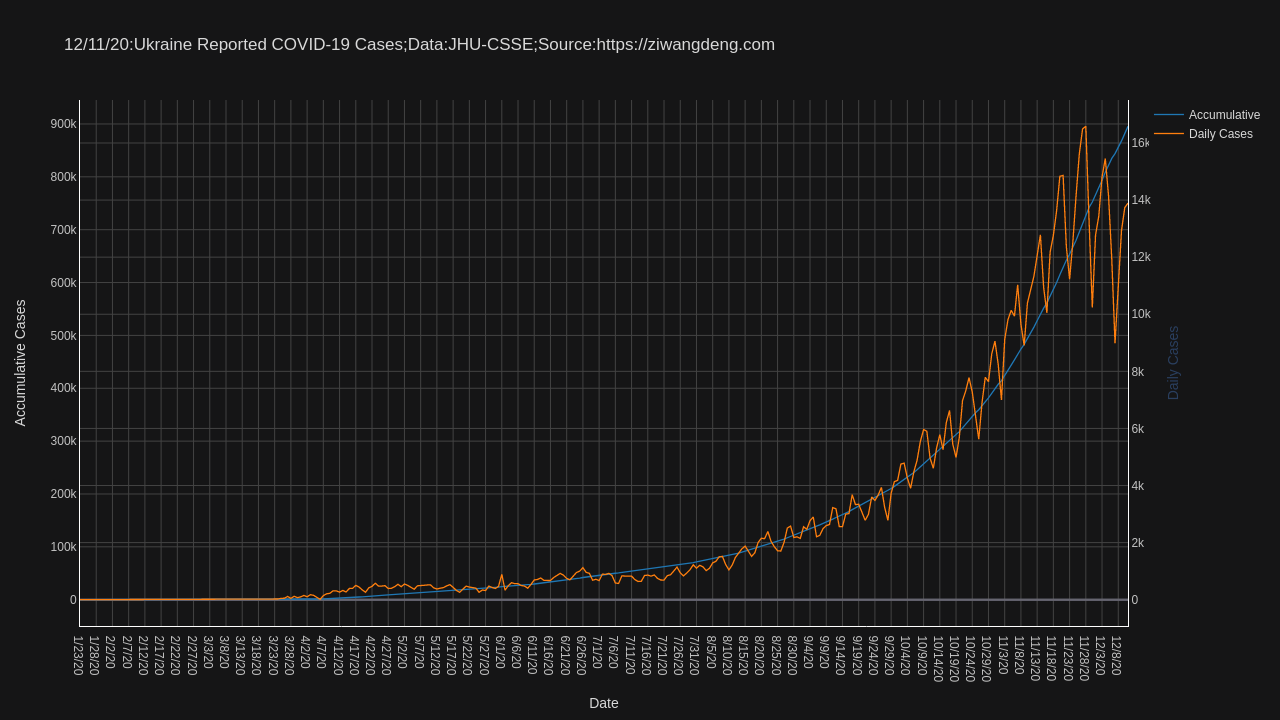 12/11/20:Ukraine Reported COVID-19 Cases;Data:JHU-CSSE;Source:https://ziwangdeng.com
Accumulative
Daily Cases
900k
800k
700k
600k
500k
400k
300k
200k
100k
0
Accumulative Cases
16k
14k
12k
10k
8k
6k
4k
2k
0
Daily Cases
1/23/20
1/28/20
2/2/20
2/7/20
2/12/20
2/17/20
2/22/20
2/27/20
3/3/20
3/8/20
3/13/20
3/18/20
3/23/20
3/28/20
4/2/20
4/7/20
4/12/20
4/17/20
4/22/20
4/27/20
5/2/20
5/7/20
5/12/20
5/17/20
5/22/20
5/27/20
6/1/20
6/6/20
6/11/20
6/16/20
6/21/20
6/26/20
7/1/20
7/6/20
7/11/20
7/16/20
7/21/20
7/26/20
7/31/20
8/5/20
8/10/20
8/15/20
8/20/20
8/25/20
8/30/20
9/4/20
9/9/20
9/14/20
9/19/20
9/24/20
9/29/20
10/4/20
10/9/20
10/14/20
10/19/20
10/24/20
10/29/20
11/3/20
11/8/20
11/13/20
11/18/20
11/23/20
11/28/20
12/3/20
12/8/20
Date